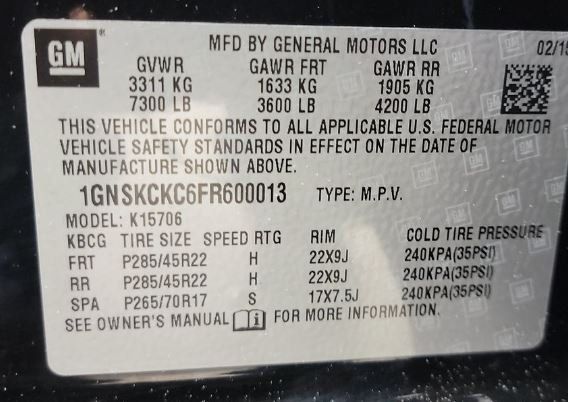 GM
MFD BY GENERAL MOTORS LLC 02/15
GVWR GAWR FRT GAWR RR
3311 KG 1633 KG 1905 KG
7300 LB 3600 LB 4200 LB
THIS VEHICLE CONFORMS TO ALL APPLICABLE U.S. FEDERAL MOTOR
VEHICLE SAFETY STANDARDS IN EFFECT ON THE DATE OF
MANUFACTURE SHOWN ABOVE.
1GNSKCKC6FR600013 TYPE: M.P.V.
MODEL: K15706
KBCG TIRE SIZE SPEED RTG RIM COLD TIRE PRESSURE
FRT P285/45R22 H 22X9J 240KPA(35PSI)
RR P285/45R22 H 22X9J 240KPA(35PSI)
SPA P265/70R17 S 17X7.5J 240KPA(35PSI)
SEE OWNER'S MANUAL FOR MORE INFORMATION.